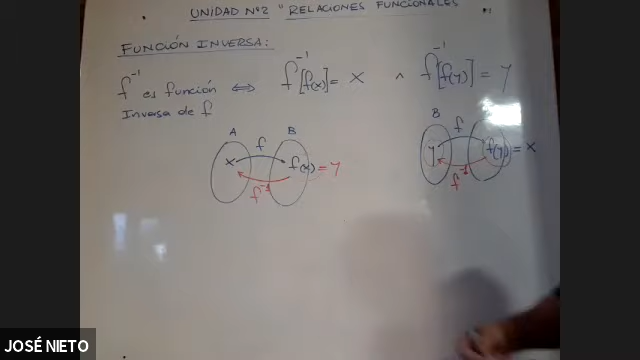 UNIDAD Nº2 "RELACIONES FUNCIONALES
FUNCIÓN INVERSA:
f⁻¹ es función ⟺ f⁻¹[f(x)] = x ∧ f⁻¹[f(y)] = y
Inversa de f
A f B
x f(x) = y
f⁻¹
B f
y f(y) = x
f⁻¹
JOSÉ NIETO